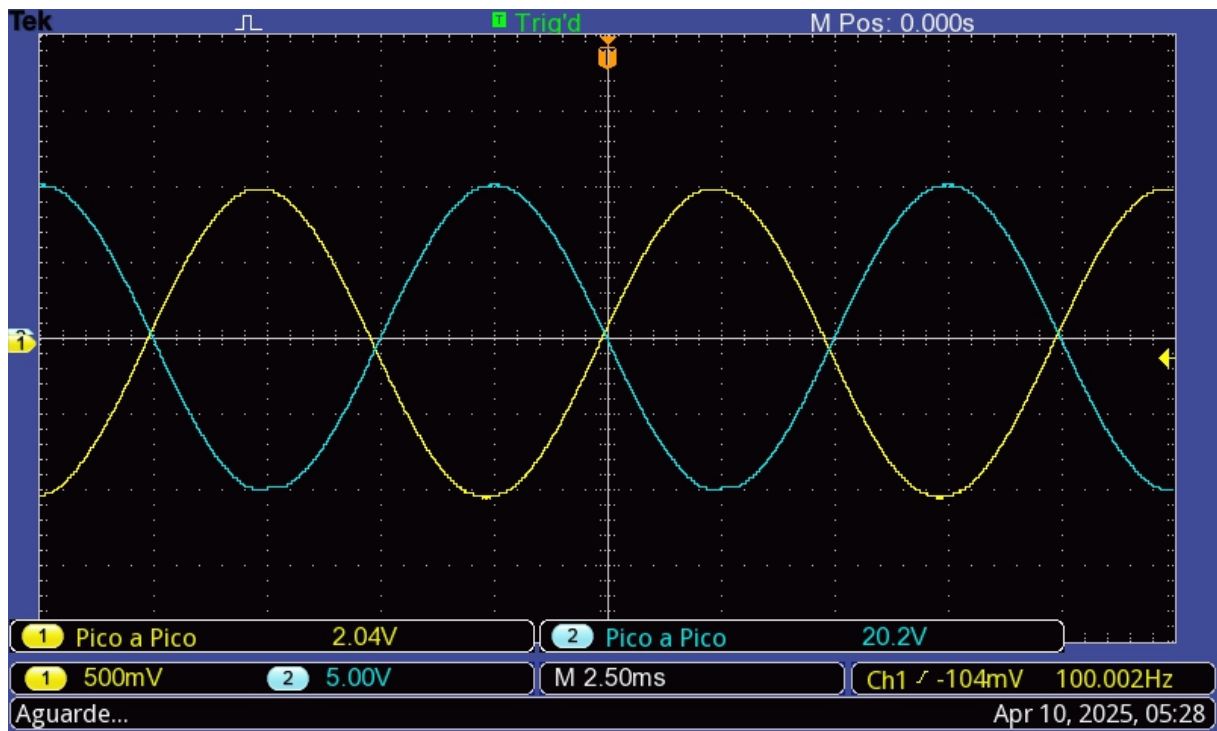 Tek T Trig'd M Pos: 0.000s
T
1
1 Pico a Pico 2.04V 2 Pico a Pico 20.2V
1 500mV 2 5.00V M 2.50ms Ch1 -104mV 100.002Hz
Aguarde... Apr 10, 2025, 05:28